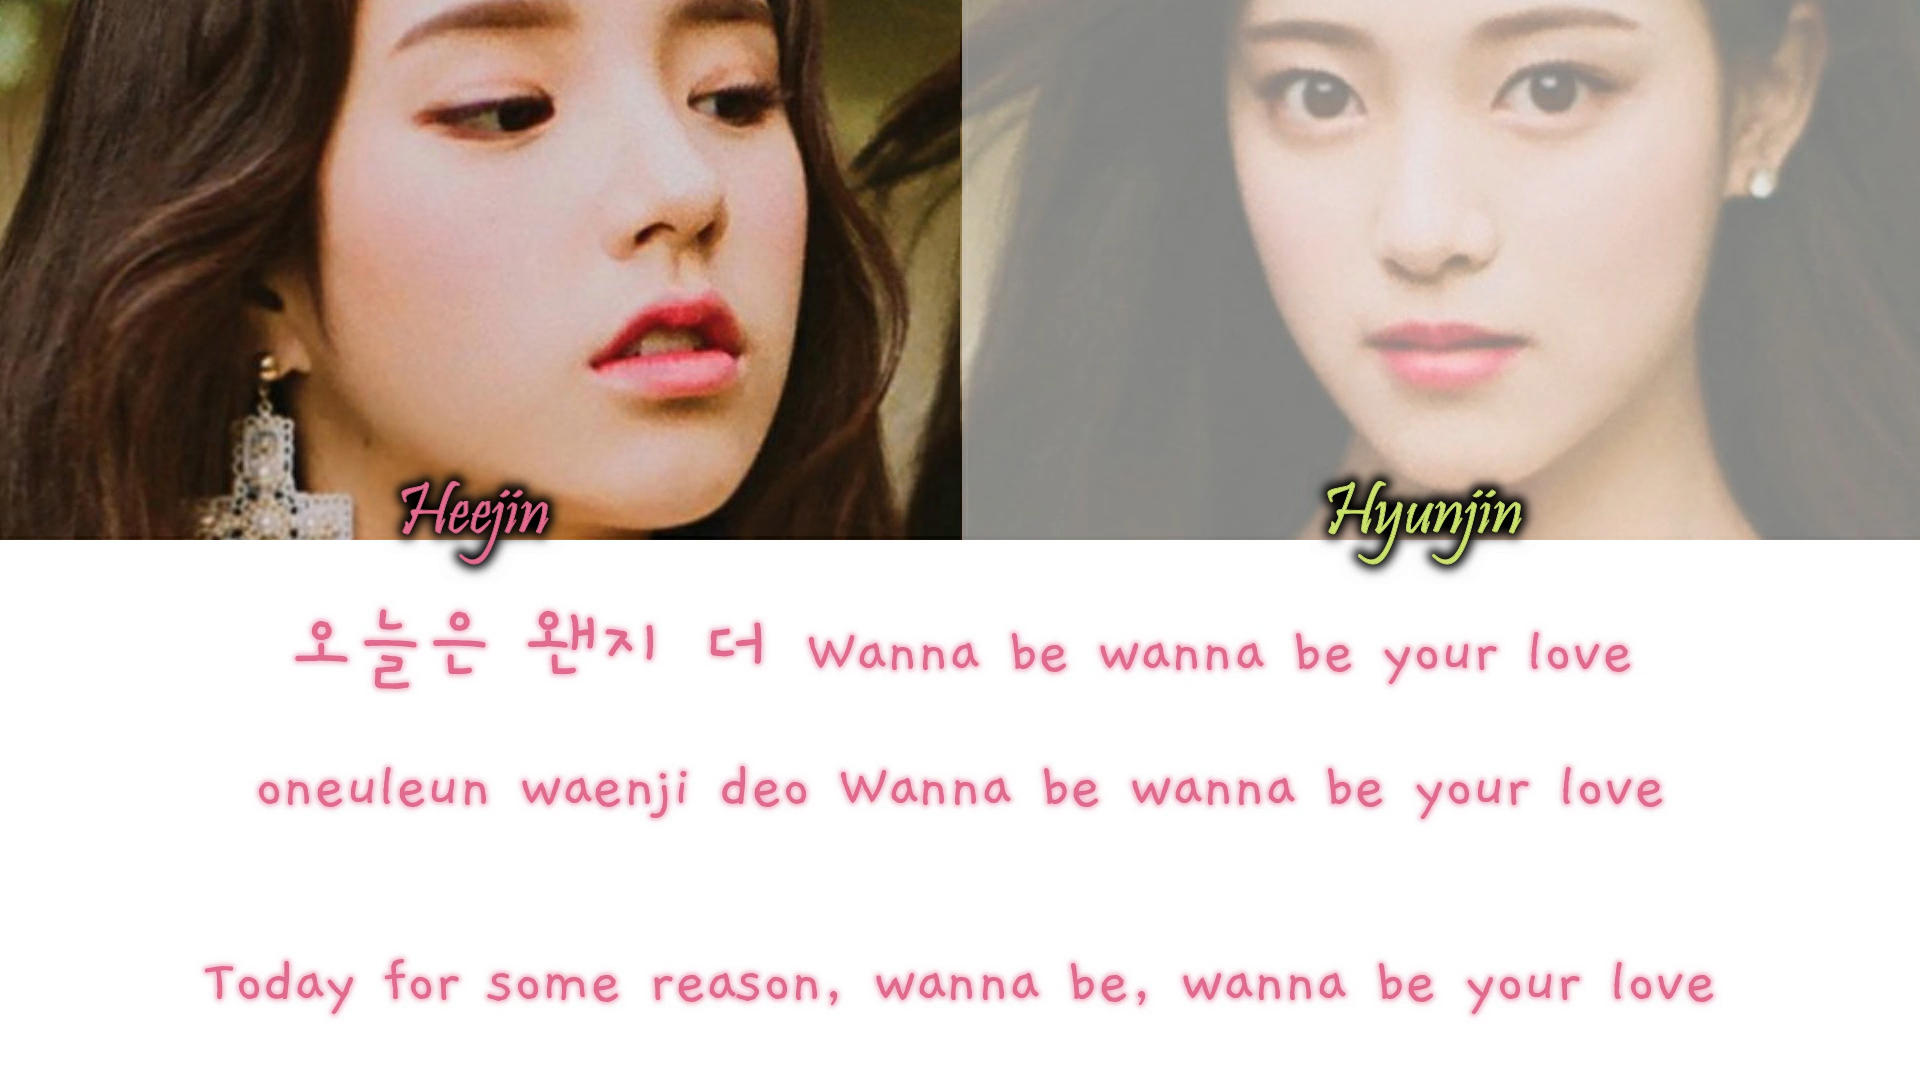 Heejin
Hyunjin
오늘은 왠지 더 Wanna be wanna be your love
oneuleun waenji deo Wanna be wanna be your love
Today for some reason, wanna be, wanna be your love